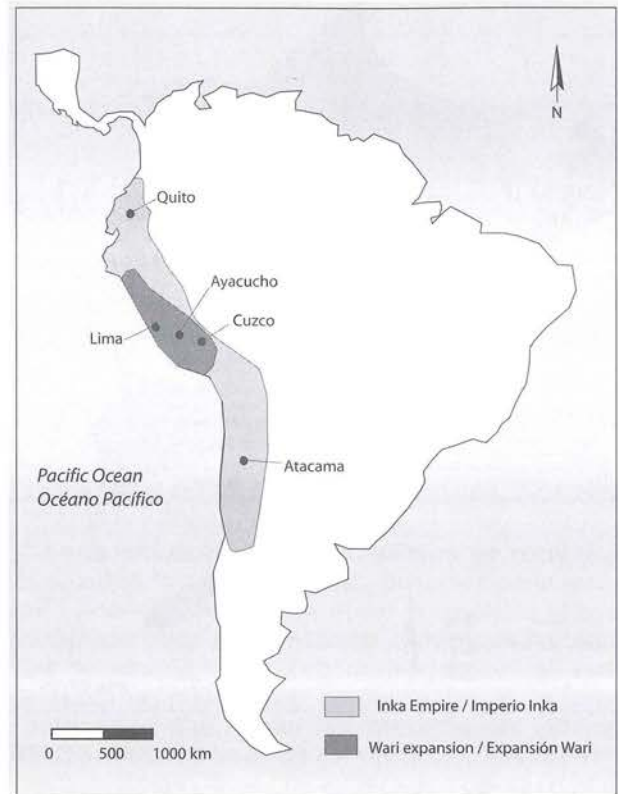 N
Quito
Ayacucho
Cuzco
Lima
Atacama
Pacific Ocean
Océano Pacífico
Inka Empire / Imperio Inka
Wari expansion / Expansión Wari
0 500 1000 km